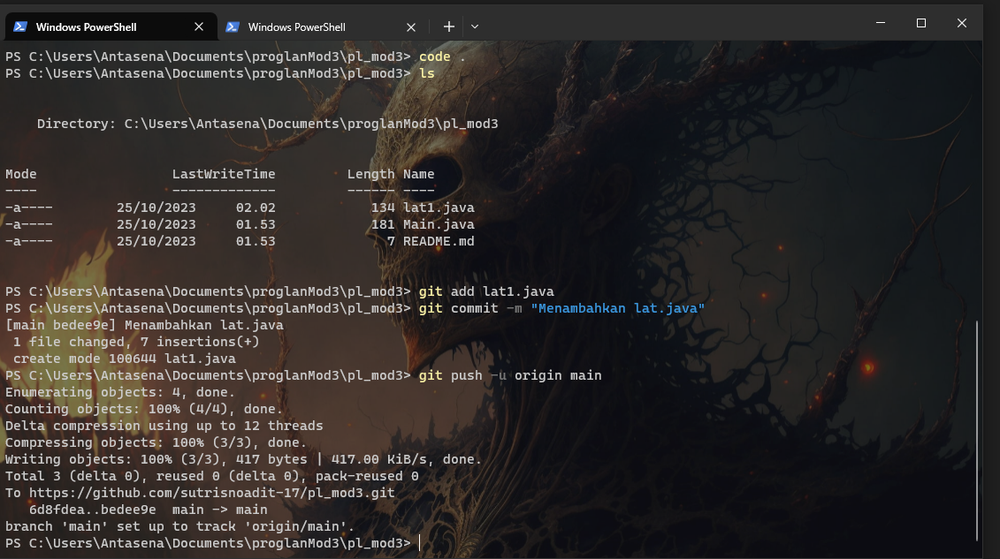 Windows PowerShell
Windows PowerShell
PS C:\Users\Antasena\Documents\proglanMod3\pl_mod3> code .
PS C:\Users\Antasena\Documents\proglanMod3\pl_mod3> ls
Directory: C:\Users\Antasena\Documents\proglanMod3\pl_mod3
Mode LastWriteTime Length Name
---- ------------- ------ ----
-a---- 25/10/2023 02.02 134 lat1.java
-a---- 25/10/2023 01.53 181 Main.java
-a---- 25/10/2023 01.53 7 README.md
PS C:\Users\Antasena\Documents\proglanMod3\pl_mod3> git add lat1.java
PS C:\Users\Antasena\Documents\proglanMod3\pl_mod3> git commit -m "Menambahkan lat.java"
[main bedee9e] Menambahkan lat.java
1 file changed, 7 insertions(+)
create mode 100644 lat1.java
PS C:\Users\Antasena\Documents\proglanMod3\pl_mod3> git push -u origin main
Enumerating objects: 4, done.
Counting objects: 100% (4/4), done.
Delta compression using up to 12 threads
Compressing objects: 100% (3/3), done.
Writing objects: 100% (3/3), 417 bytes | 417.00 KiB/s, done.
Total 3 (delta 0), reused 0 (delta 0), pack-reused 0
To https://github.com/sutrisnoadit-17/pl_mod3.git
6d8fdea..bedee9e main -> main
branch 'main' set up to track 'origin/main'.
PS C:\Users\Antasena\Documents\proglanMod3\pl_mod3>